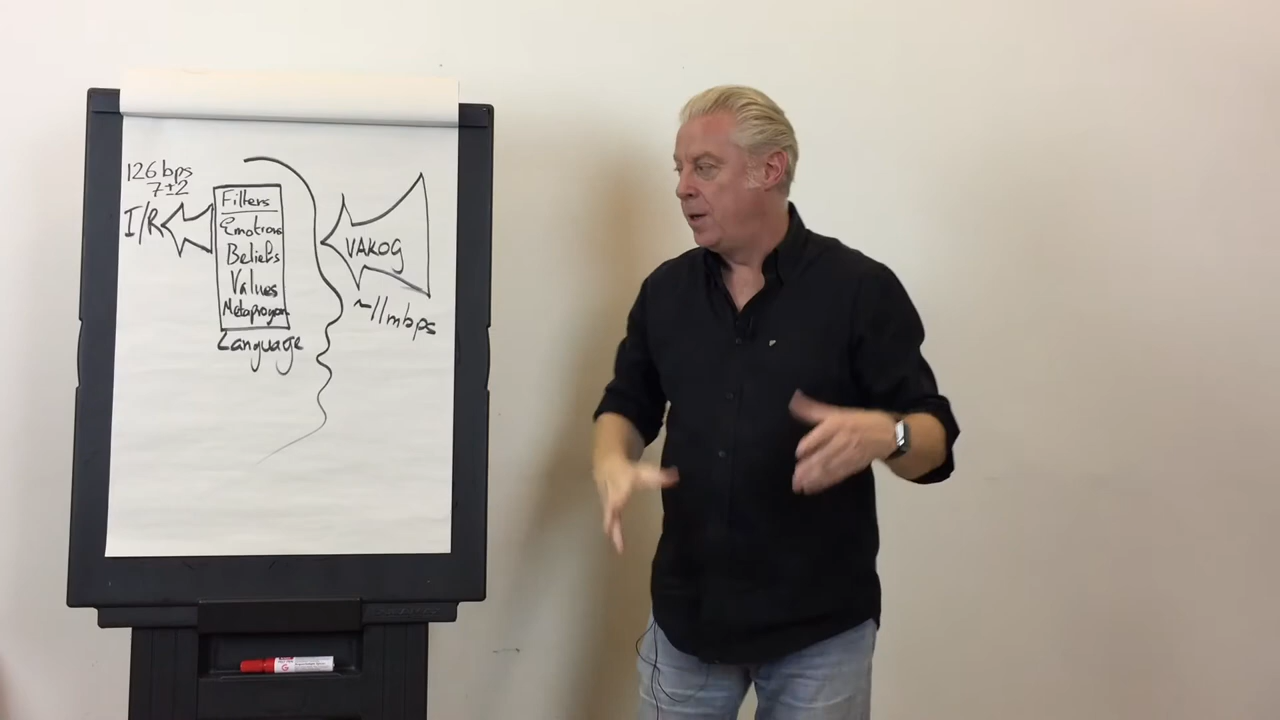 126 bps
7±2
I/R
Filters
Emotions
Beliefs
Values
Metaprogram
Language
VAKOG
~11mbps